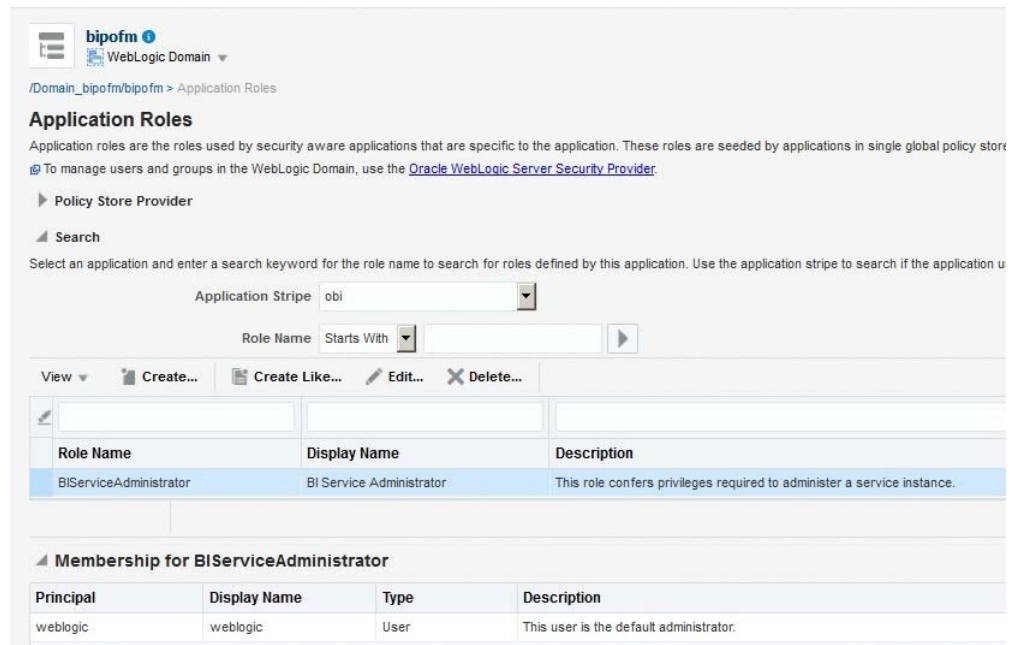 bipofm
WebLogic Domain
/Domain_bipofm/bipofm > Application Roles
Application Roles
Application roles are the roles used by security aware applications that are specific to the application. These roles are seeded by applications in single global policy store
To manage users and groups in the WebLogic Domain, use the Oracle WebLogic Server Security Provider.
Policy Store Provider
Search
Select an application and enter a search keyword for the role name to search for roles defined by this application. Use the application stripe to search if the application u
Application Stripe obi
Role Name Starts With
View Create... Create Like... Edit... Delete...
Role Name Display Name Description
BIServiceAdministrator BI Service Administrator This role confers privileges required to administer a service instance.
Membership for BIServiceAdministrator
Principal Display Name Type Description
weblogic weblogic User This user is the default administrator.